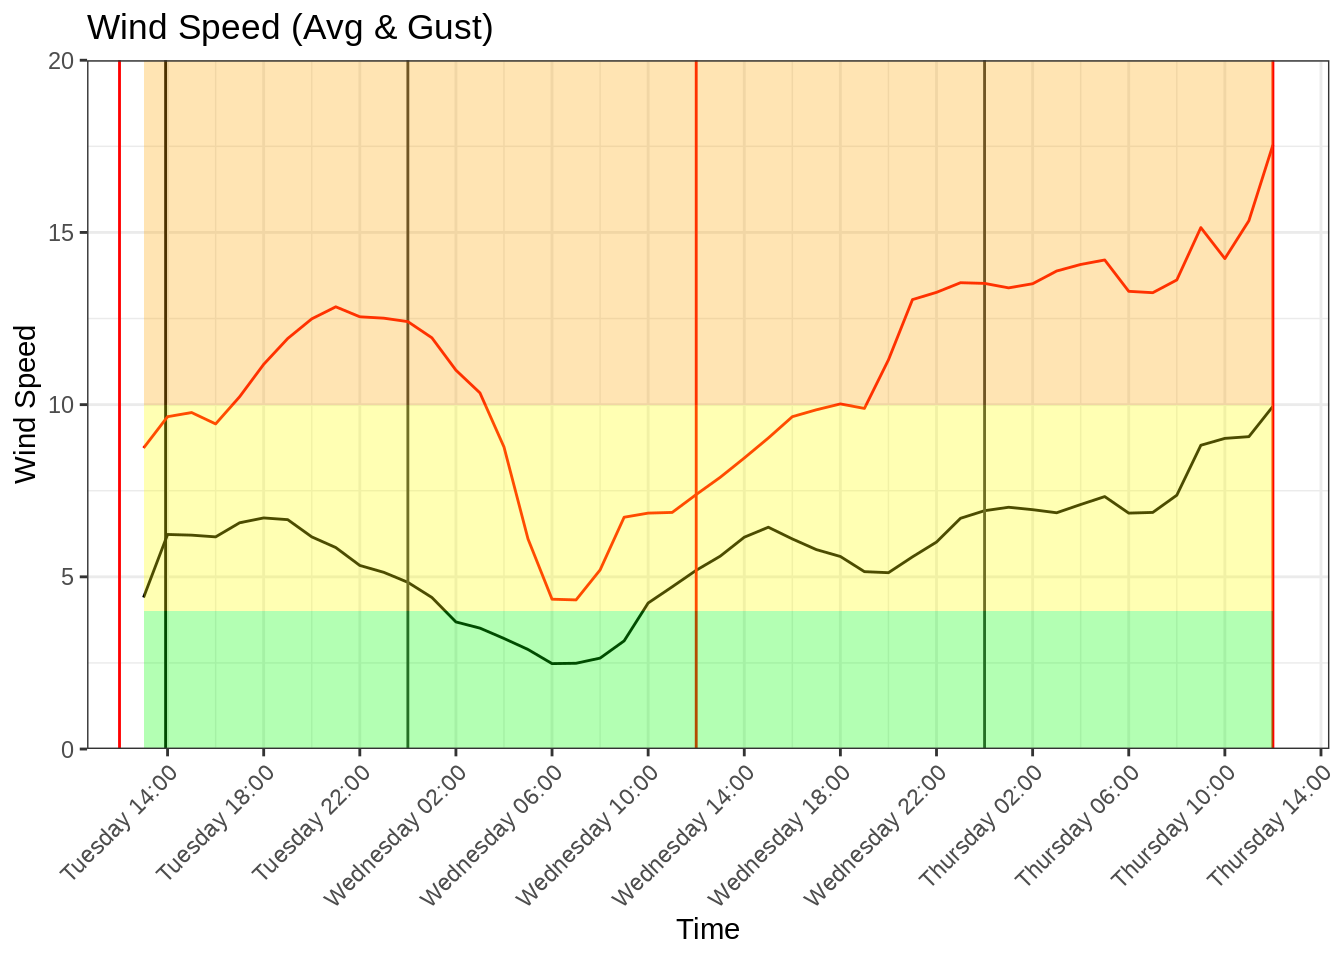 Wind Speed (Avg & Gust)
20
15
10
5
0
Wind Speed
Tuesday 14:00
Tuesday 18:00
Tuesday 22:00
Wednesday 02:00
Wednesday 06:00
Wednesday 10:00
Wednesday 14:00
Wednesday 18:00
Wednesday 22:00
Thursday 02:00
Thursday 06:00
Thursday 10:00
Thursday 14:00
Time